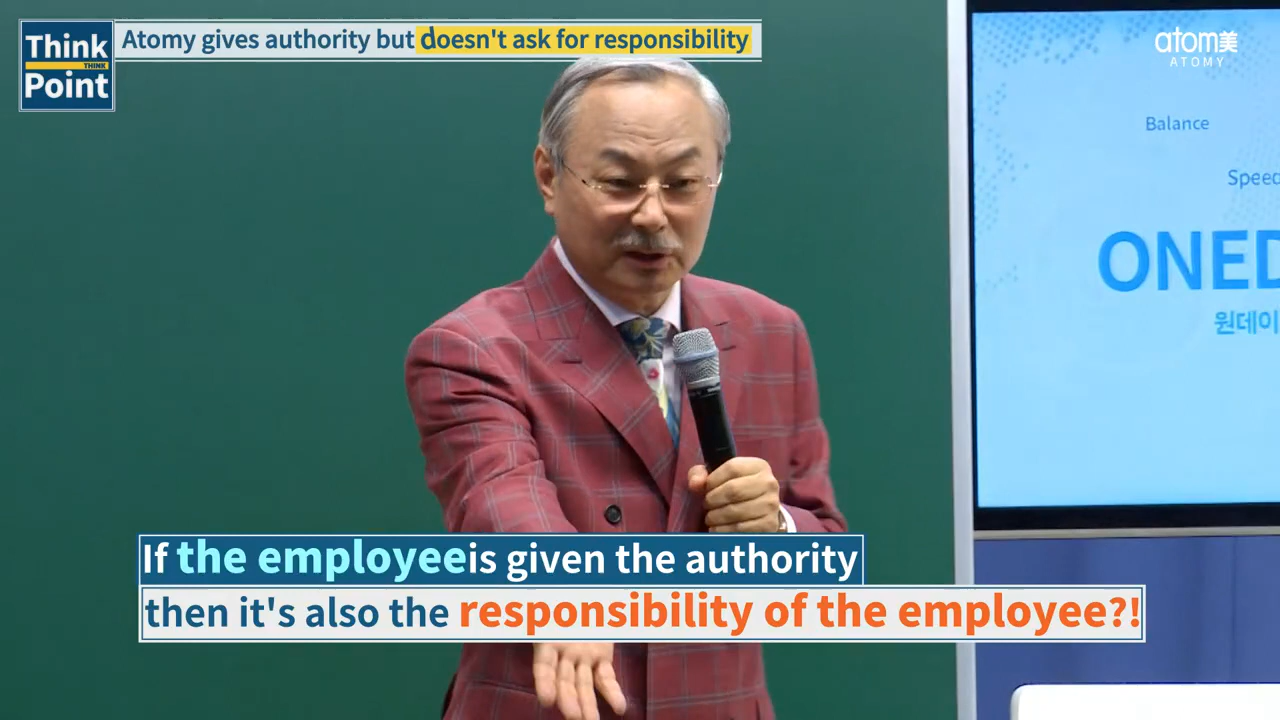 Think
THINK
Point
Atomy gives authority but doesn't ask for responsibility
atom美
ATOMY
Balance
Speed
ONED
원데이
If the employeeis given the authority
then it's also the responsibility of the employee?!